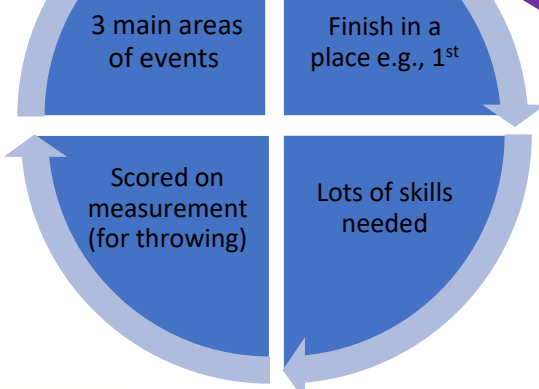 3 main areas
of events
Finish in a
place e.g., 1st
Scored on
measurement
(for throwing)
Lots of skills
needed